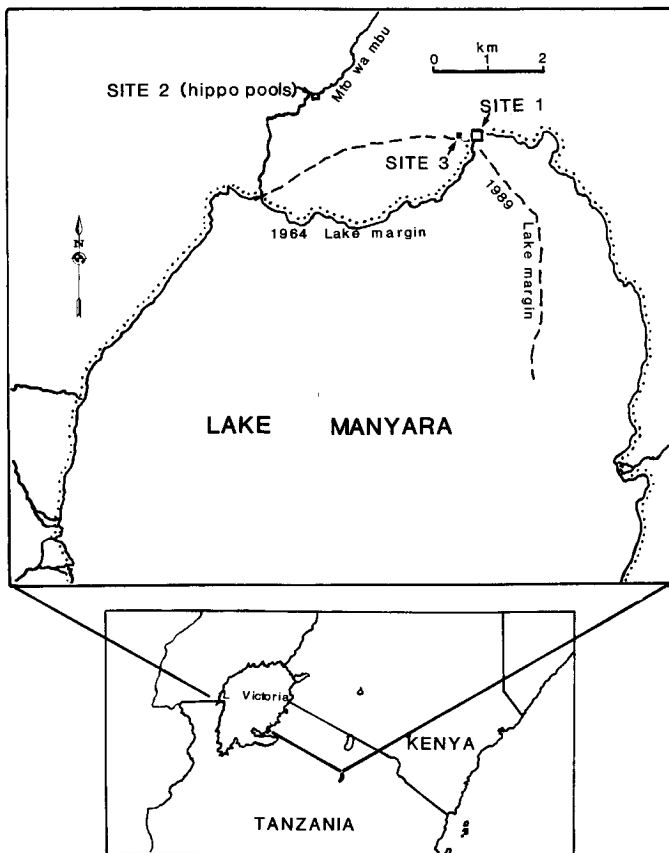 km
0 1 2
SITE 2 (hippo pools)
Mto wa mbu
SITE 1
SITE 3
1964 Lake margin
1989 Lake margin
N
LAKE MANYARA
L Victoria
KENYA
TANZANIA